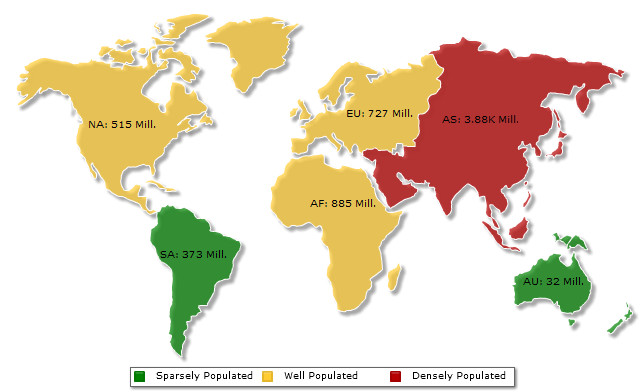 NA: 515 Mill.
EU: 727 Mill.
AS: 3.88K Mill.
AF: 885 Mill.
SA: 373 Mill.
AU: 32 Mill.
Sparsely Populated Well Populated Densely Populated